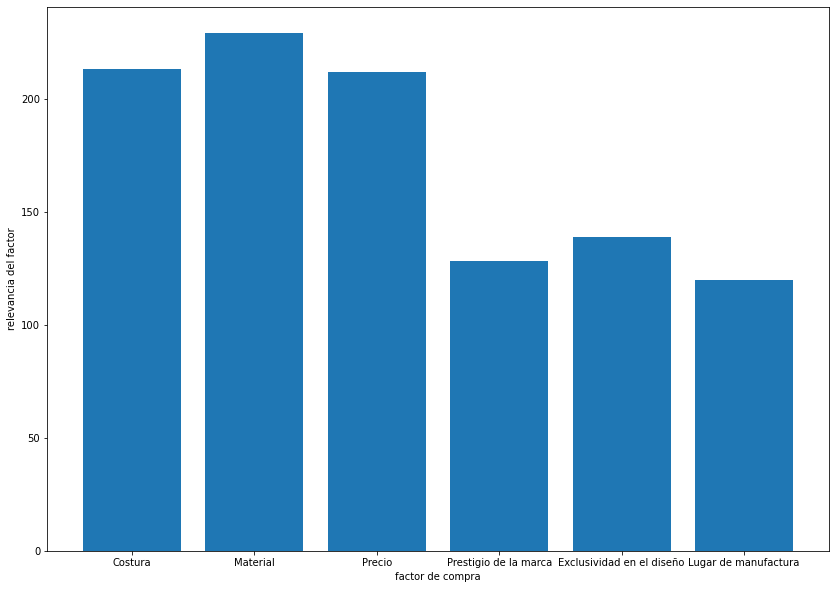 relevancia del factor
200
150
100
50
0
Costura Material Precio Prestigio de la marca Exclusividad en el diseño Lugar de manufactura
factor de compra